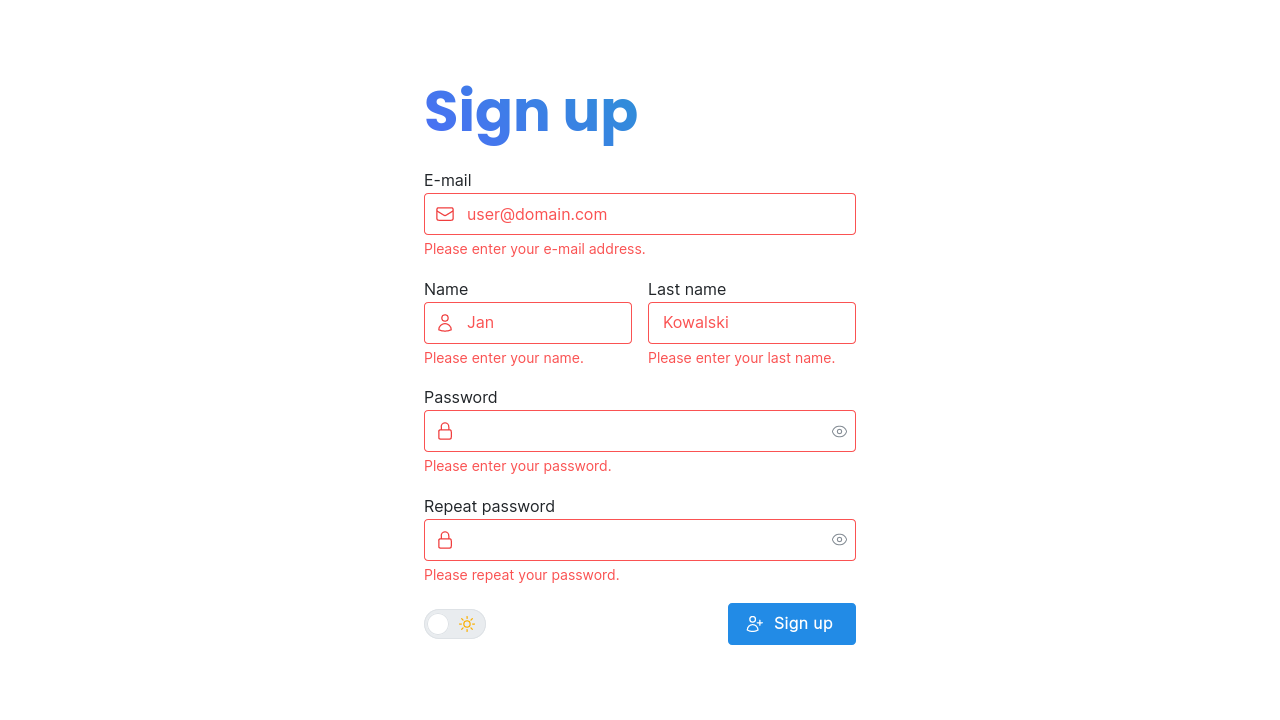 Sign up
E-mail
user@domain.com
Please enter your e-mail address.
Name
Last name
Jan
Kowalski
Please enter your name.
Please enter your last name.
Password
Please enter your password.
Repeat password
Please repeat your password.
Sign up